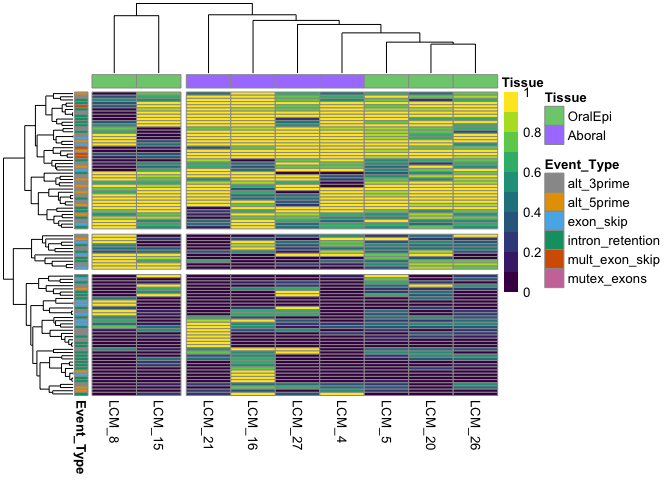 Tissue
1
0.8
0.6
0.4
0.2
0
Tissue
OralEpi
Aboral
Event_Type
alt_3prime
alt_5prime
exon_skip
intron_retention
mult_exon_skip
mutex_exons
Event_Type
LCM_8
LCM_15
LCM_21
LCM_16
LCM_27
LCM_4
LCM_5
LCM_20
LCM_26